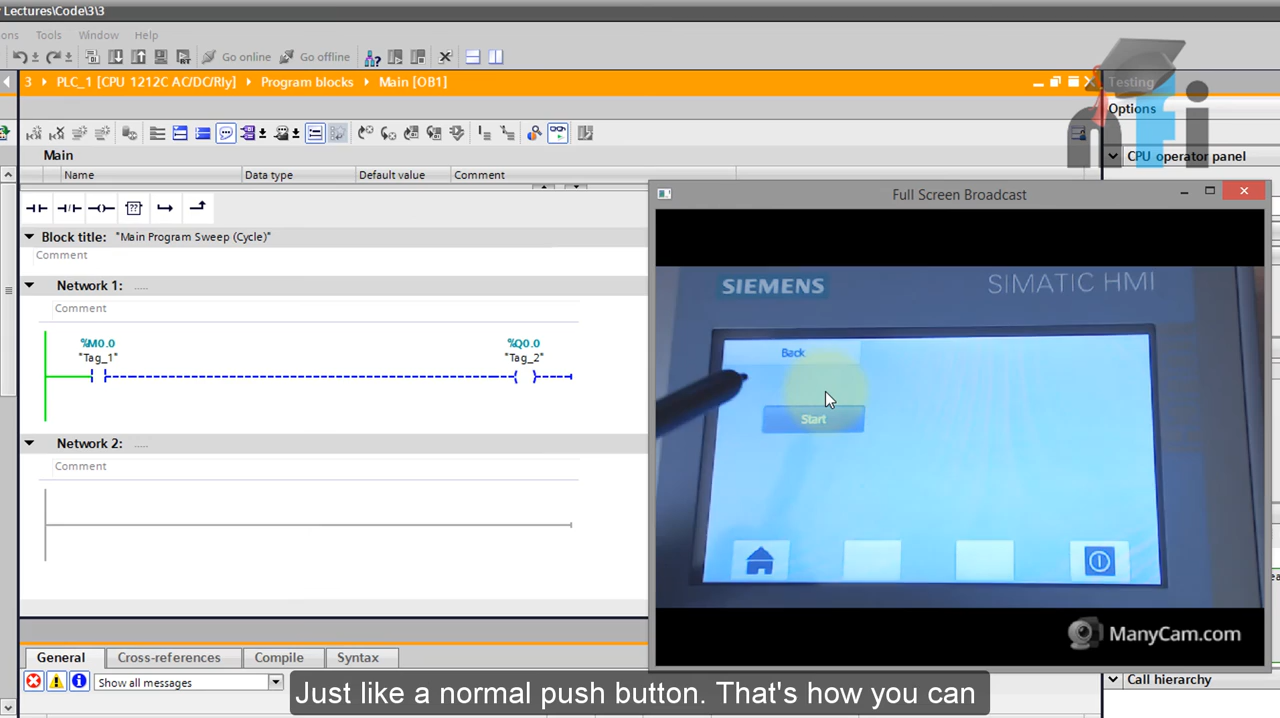 Lectures\Code\3\3
ons Tools Window Help
Go online Go offline
3 PLC_1 [CPU 1212C AC/DC/Rly] Program blocks Main [OB1]
Testing
Options
CPU operator panel
Main
Name Data type Default value Comment
Full Screen Broadcast
Block title: "Main Program Sweep (Cycle)"
Comment
Network 1: .....
Comment
%M0.0 %Q0.0
"Tag_1" "Tag_2"
Network 2: .....
Comment
SIEMENS SIMATIC HMI
Back
Start
ManyCam.com
General Cross-references Compile Syntax
Show all messages
Call hierarchy
nfi
Just like a normal push button. That's how you can